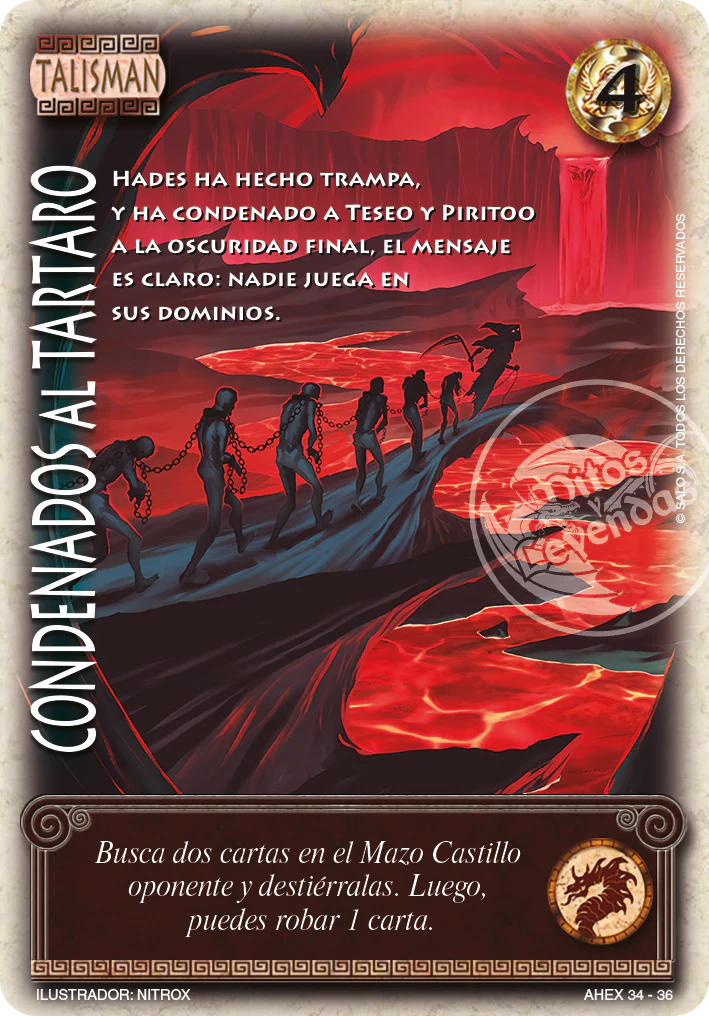 TALISMAN
4
CONDENADOS AL TARTARO
HADES HA HECHO TRAMPA,
Y HA CONDENADO A TESEO Y PIRITOO
A LA OSCURIDAD FINAL, EL MENSAJE
ES CLARO: NADIE JUEGA EN
SUS DOMINIOS.
© SALO S.A. TODOS LOS DERECHOS RESERVADOS
Mitos
y
Leyendas
Busca dos cartas en el Mazo Castillo
oponente y destiérralas. Luego,
puedes robar 1 carta.
ILUSTRADOR: NITROX
AHEX 34 - 36